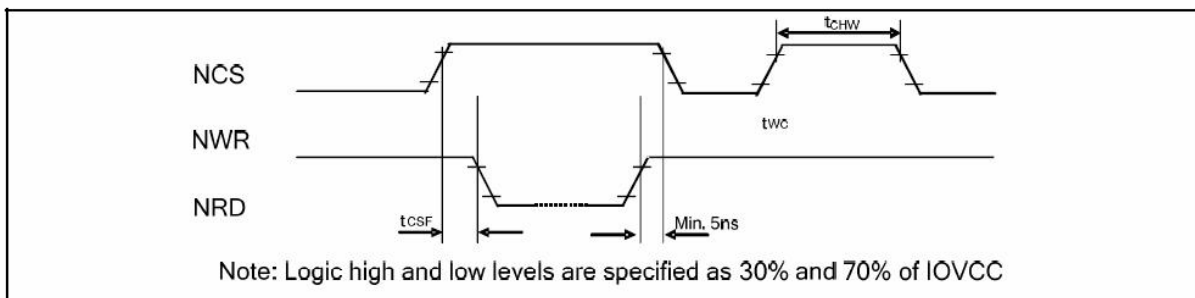 tCHW
NCS
twc
NWR
NRD
tCSF
Min. 5ns
Note: Logic high and low levels are specified as 30% and 70% of IOVCC